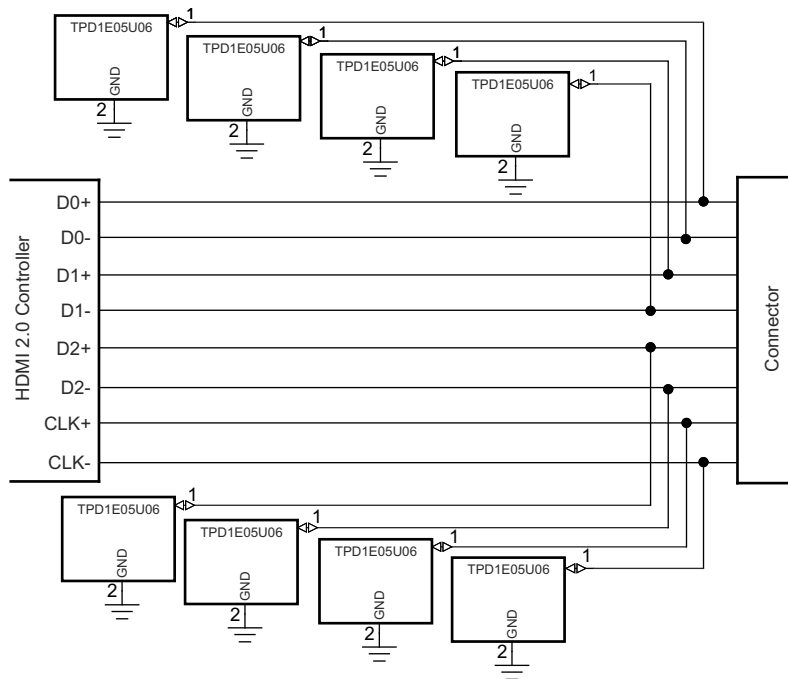 TPD1E05U06
1
GND
2
TPD1E05U06
1
GND
2
TPD1E05U06
1
GND
2
TPD1E05U06
1
GND
2
HDMI 2.0 Controller
D0+
D0-
D1+
D1-
D2+
D2-
CLK+
CLK-
Connector
TPD1E05U06
1
GND
2
TPD1E05U06
1
GND
2
TPD1E05U06
1
GND
2
TPD1E05U06
1
GND
2